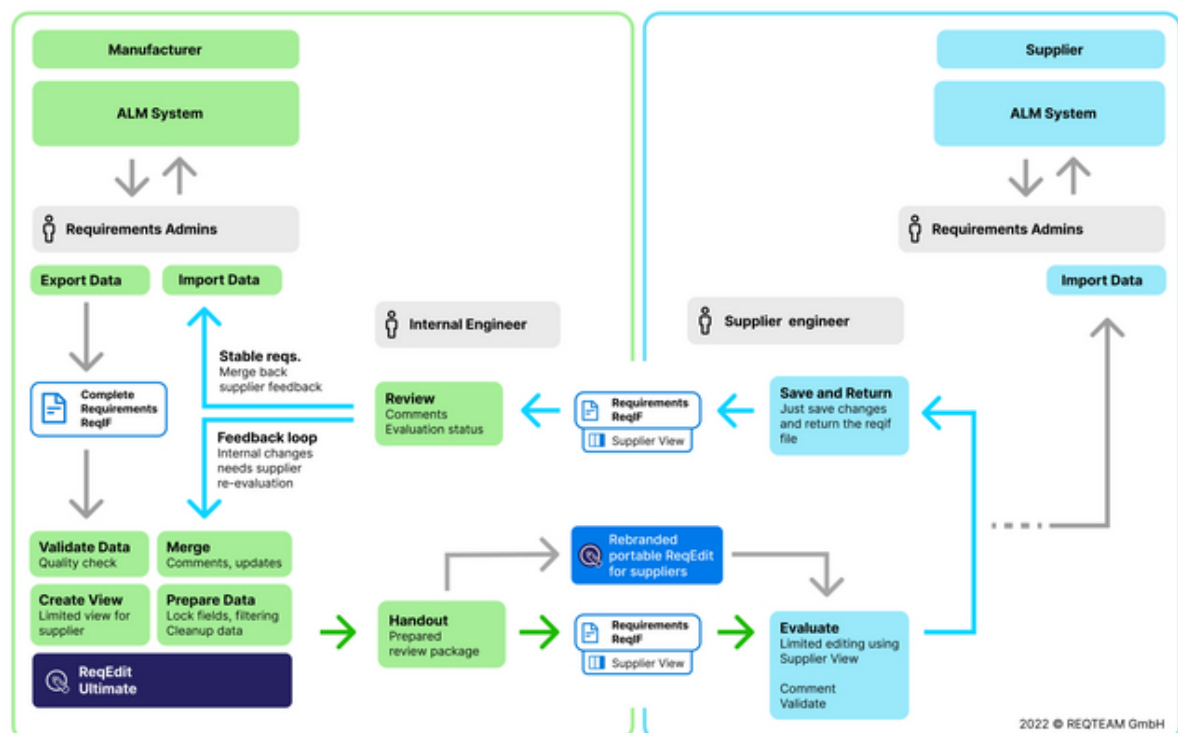 Manufacturer
ALM System
Requirements Admins
Export Data
Import Data
Complete
Requirements
ReqIF
Stable reqs.
Merge back
supplier feedback
Feedback loop
Internal changes
needs supplier
re-evaluation
Validate Data
Quality check
Merge
Comments, updates
Create View
Limited view for
supplier
Prepare Data
Lock fields, filtering
Cleanup data
ReqEdit
Ultimate
Internal Engineer
Review
Comments
Evaluation status
Handout
Prepared
review package
Requirements
ReqIF
Supplier View
Rebranded
portable ReqEdit
for suppliers
Requirements
ReqIF
Supplier View
Supplier
ALM System
Requirements Admins
Import Data
Supplier engineer
Save and Return
Just save changes
and return the reqif
file
Evaluate
Limited editing using
Supplier View
Comment
Validate
2022 © REQTEAM GmbH